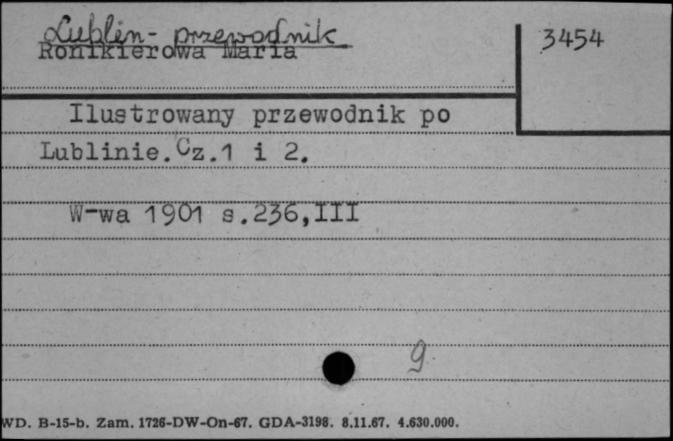 Lublin - przewodnik
3454
Ronikierowa Maria
Ilustrowany przewodnik po
Lublinie. Cz.1 i 2.
W-wa 1901 s.236,III
9
WD. B-15-b. Zam. 1726-DW-On-67. GDA-3198. 8.11.67. 4.630.000.